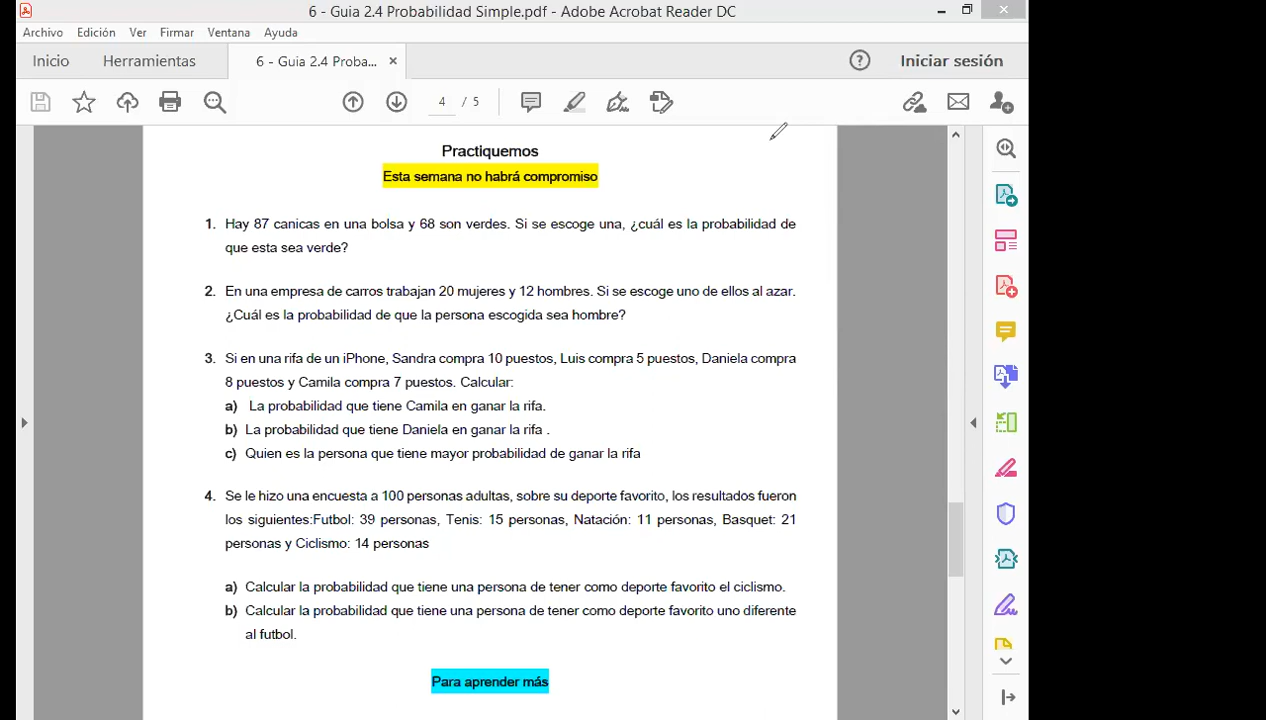 6 - Guia 2.4 Probabilidad Simple.pdf - Adobe Acrobat Reader DC
Archivo Edición Ver Firmar Ventana Ayuda
Inicio Herramientas 6 - Guia 2.4 Proba... Iniciar sesión
4 / 5
Practiquemos
Esta semana no habrá compromiso
1. Hay 87 canicas en una bolsa y 68 son verdes. Si se escoge una, ¿cuál es la probabilidad de
que esta sea verde?
2. En una empresa de carros trabajan 20 mujeres y 12 hombres. Si se escoge uno de ellos al azar.
¿Cuál es la probabilidad de que la persona escogida sea hombre?
3. Si en una rifa de un iPhone, Sandra compra 10 puestos, Luis compra 5 puestos, Daniela compra
8 puestos y Camila compra 7 puestos. Calcular:
a) La probabilidad que tiene Camila en ganar la rifa.
b) La probabilidad que tiene Daniela en ganar la rifa .
c) Quien es la persona que tiene mayor probabilidad de ganar la rifa
4. Se le hizo una encuesta a 100 personas adultas, sobre su deporte favorito, los resultados fueron
los siguientes:Futbol: 39 personas, Tenis: 15 personas, Natación: 11 personas, Basquet: 21
personas y Ciclismo: 14 personas
a) Calcular la probabilidad que tiene una persona de tener como deporte favorito el ciclismo.
b) Calcular la probabilidad que tiene una persona de tener como deporte favorito uno diferente
al futbol.
Para aprender más